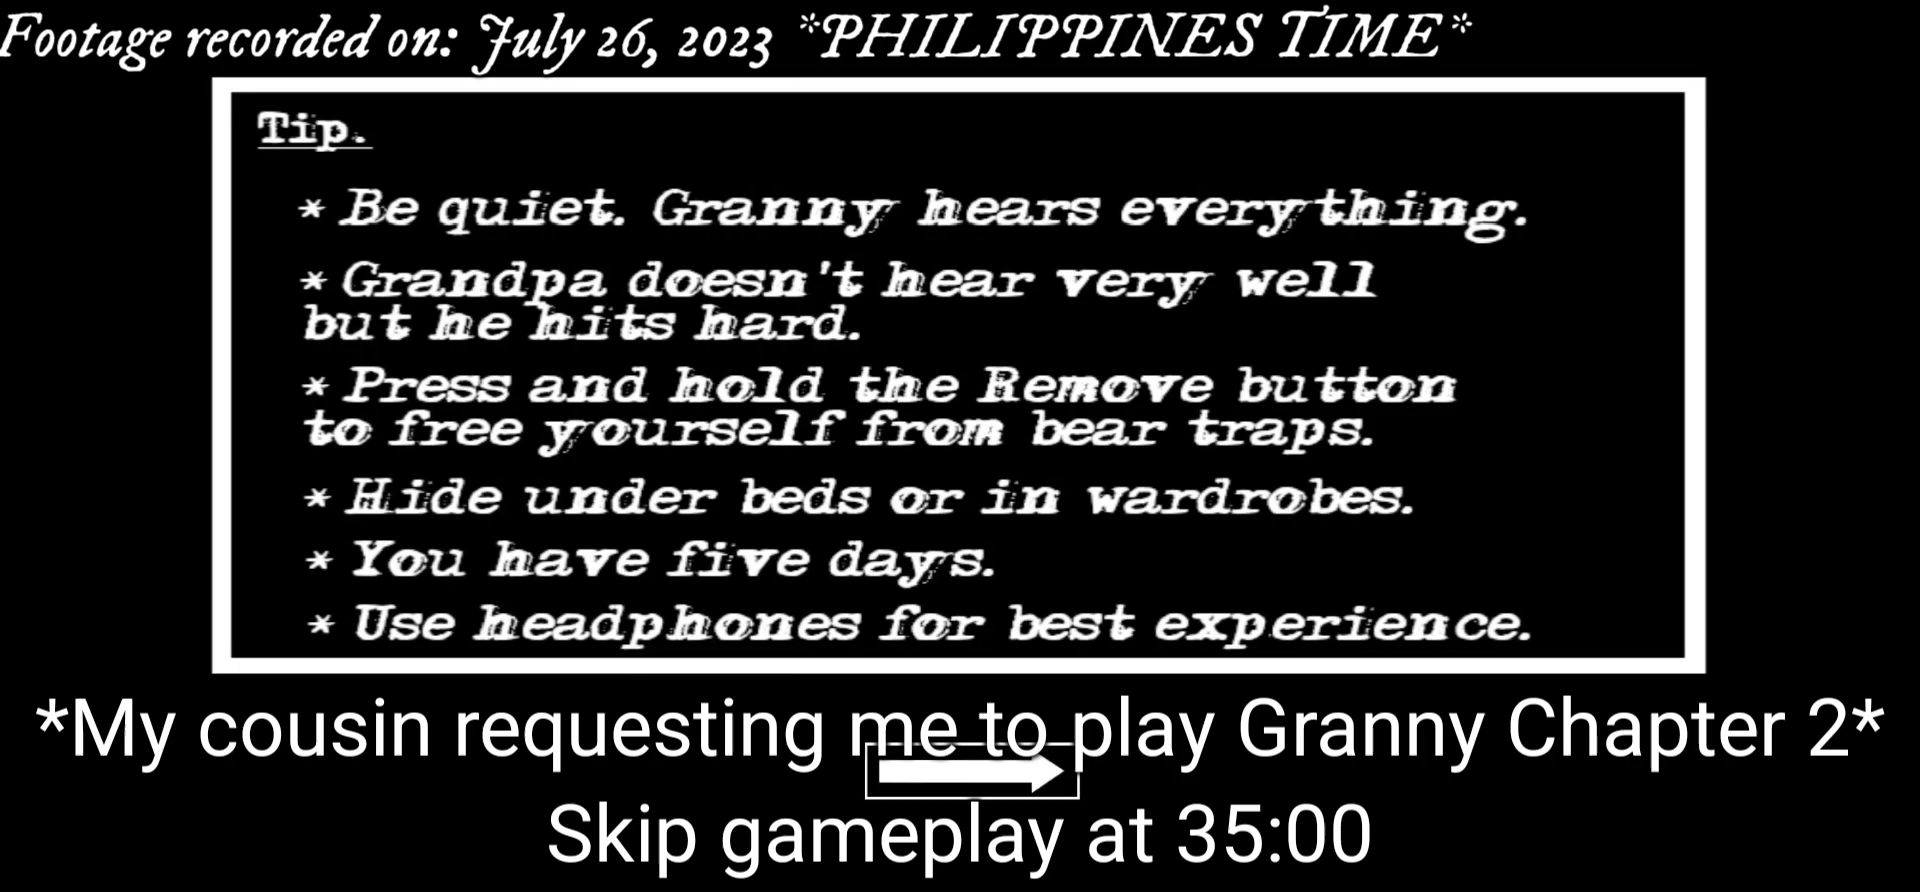 Footage recorded on: July 26, 2023 *PHILIPPINES TIME*
Tip.
* Be quiet. Granny hears everything.
* Grandpa doesn't hear very well
but he hits hard.
* Press and hold the Remove button
to free yourself from bear traps.
* Hide under beds or in wardrobes.
* You have five days.
* Use headphones for best experience.
*My cousin requesting me to play Granny Chapter 2*
Skip gameplay at 35:00